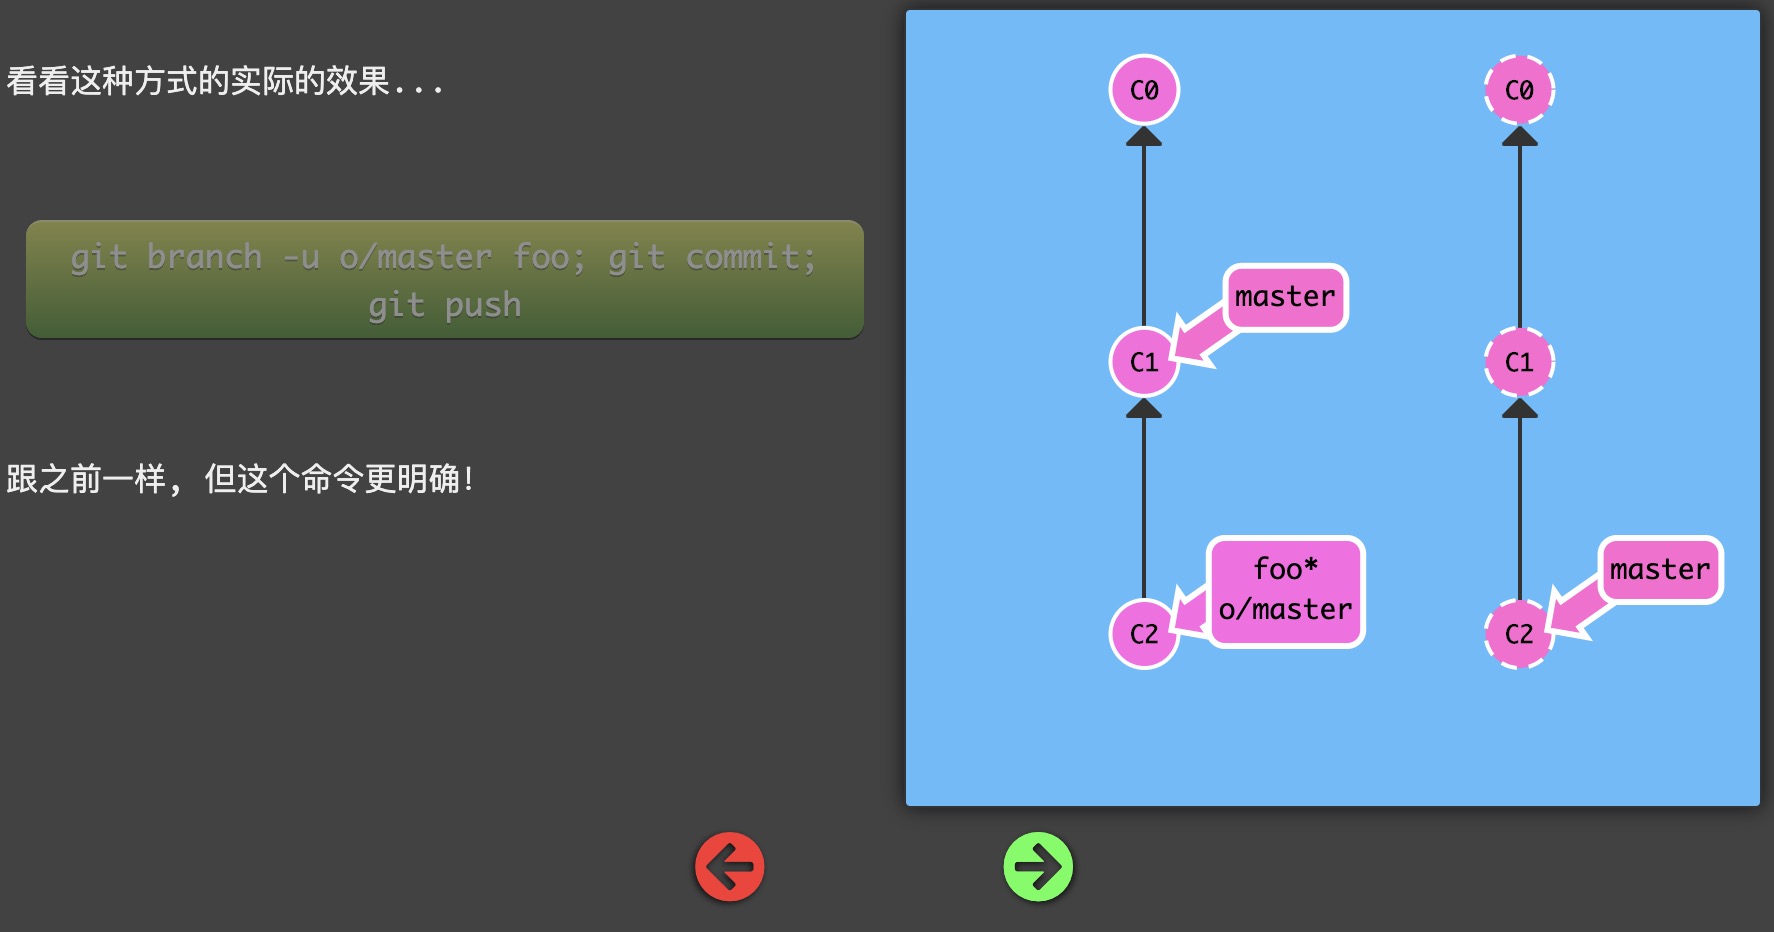 看看这种方式的实际的效果...
git branch -u o/master foo; git commit;
git push
跟之前一样, 但这个命令更明确!
C0
master
C1
foo*
o/master
C2
C0
C1
master
C2